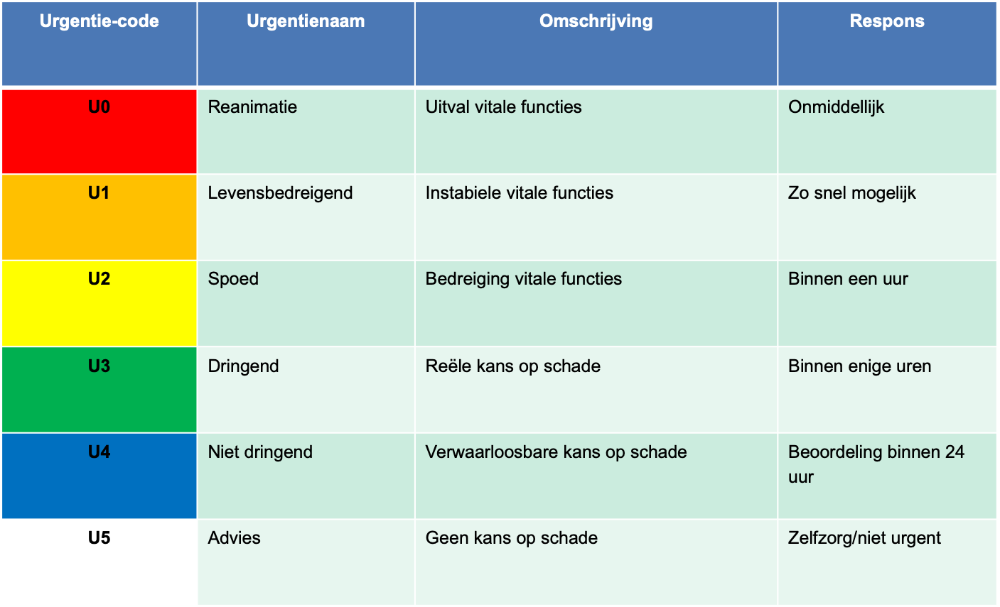 Urgentie-code Urgentienaam Omschrijving Respons
U0 Reanimatie Uitval vitale functies Onmiddellijk
U1 Levensbedreigend Instabiele vitale functies Zo snel mogelijk
U2 Spoed Bedreiging vitale functies Binnen een uur
U3 Dringend Reële kans op schade Binnen enige uren
U4 Niet dringend Verwaarloosbare kans op schade Beoordeling binnen 24
uur
U5 Advies Geen kans op schade Zelfzorg/niet urgent